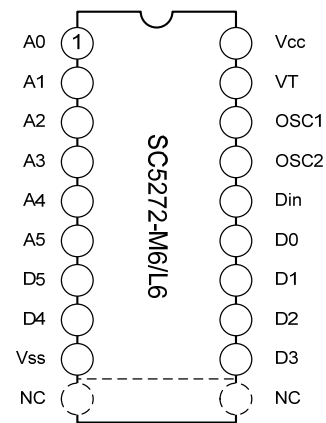 A0 1 Vcc
A1 VT
A2 OSC1
A3 OSC2
A4 Din
A5 D0
D5 D1
D4 D2
Vss D3
NC NC
SC5272-M6/L6